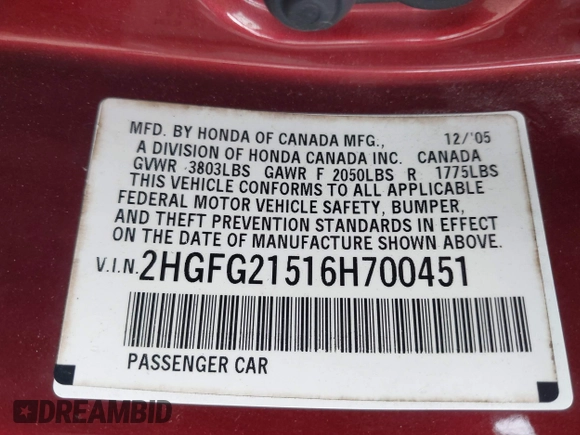 MFD. BY HONDA OF CANADA MFG., 12/'05
A DIVISION OF HONDA CANADA INC. CANADA
GVWR 3803LBS GAWR F 2050LBS R 1775LBS
THIS VEHICLE CONFORMS TO ALL APPLICABLE
FEDERAL MOTOR VEHICLE SAFETY, BUMPER,
AND THEFT PREVENTION STANDARDS IN EFFECT
ON THE DATE OF MANUFACTURE SHOWN ABOVE.
V.I.N. 2HGFG21516H700451
PASSENGER CAR
DREAMBID